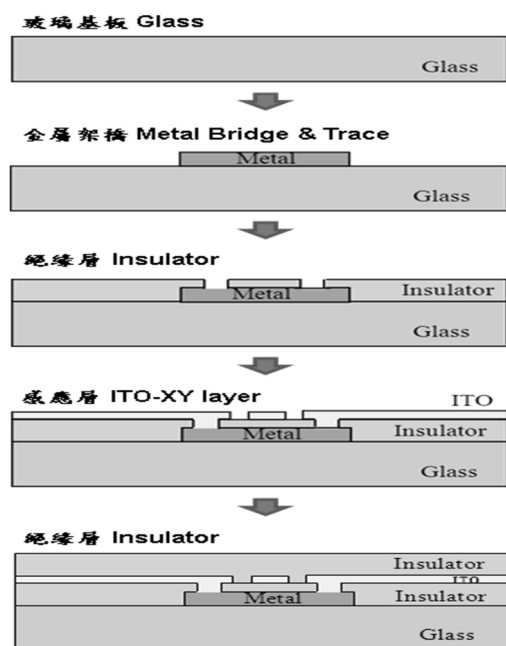 玻璃基板 Glass
Glass
金屬架橋 Metal Bridge & Trace
Metal
Glass
絕緣層 Insulator
Metal
Insulator
Glass
感應層 ITO-XY layer
ITO
Metal
Insulator
Glass
絕緣層 Insulator
Insulator
ITO
Metal
Insulator
Glass